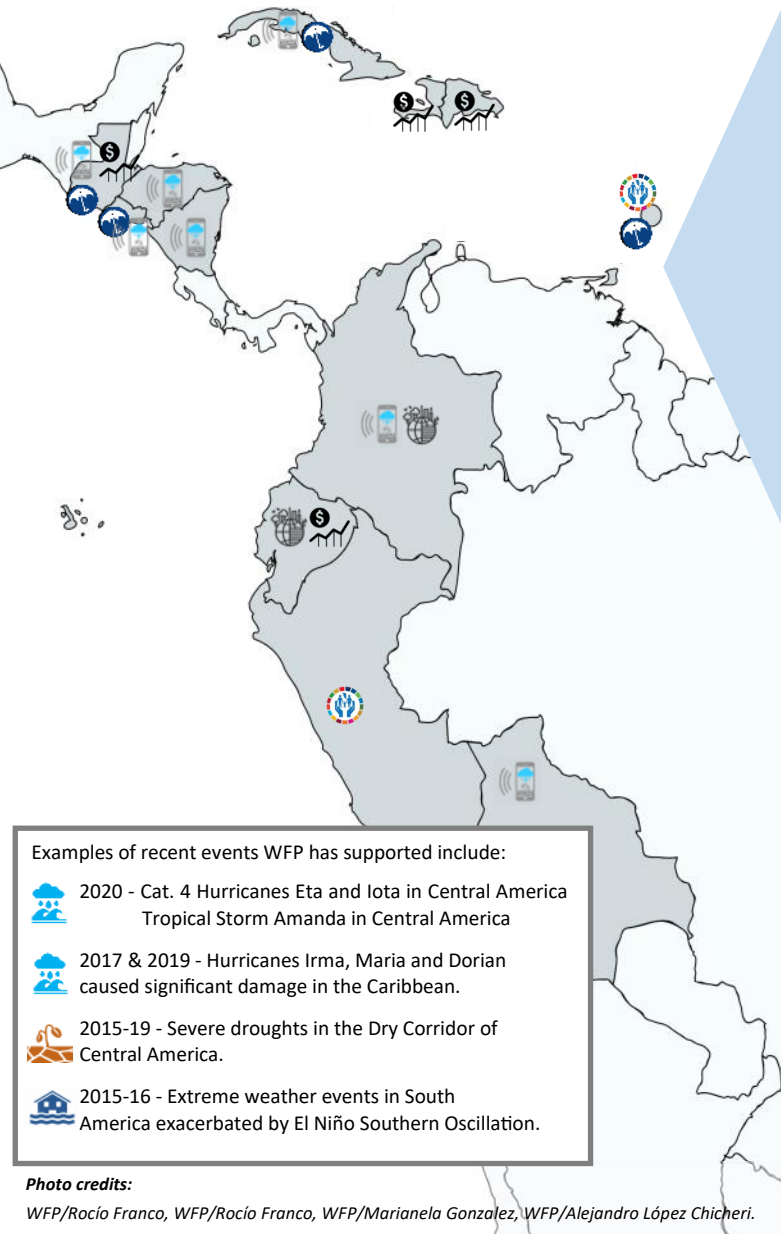 $
$
$
$
Examples of recent events WFP has supported include:
2020 - Cat. 4 Hurricanes Eta and Iota in Central America
Tropical Storm Amanda in Central America
2017 & 2019 - Hurricanes Irma, Maria and Dorian
caused significant damage in the Caribbean.
2015-19 - Severe droughts in the Dry Corridor of
Central America.
2015-16 - Extreme weather events in South
America exacerbated by El Niño Southern Oscillation.
Photo credits:
WFP/Rocío Franco, WFP/Rocío Franco, WFP/Marianela Gonzalez, WFP/Alejandro López Chicheri.